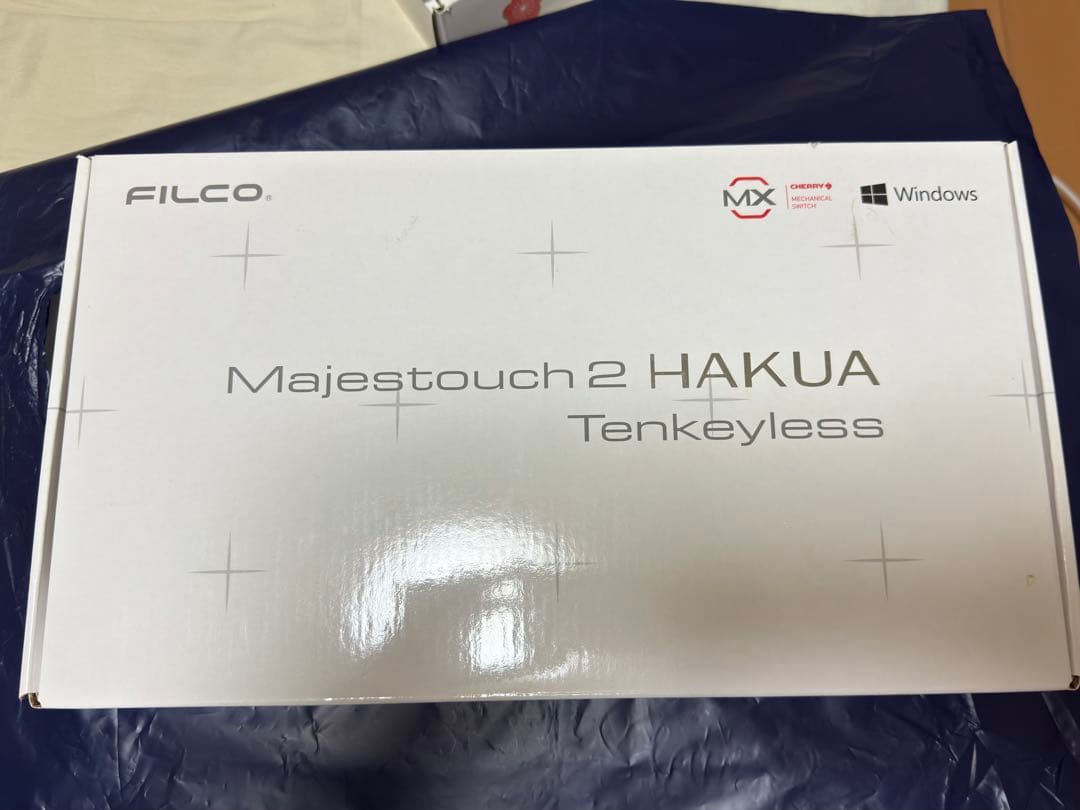 FILCO®
MX CHERRY
MECHANICAL
SWITCH
Windows
Majestouch 2 HAKUA
Tenkeyless